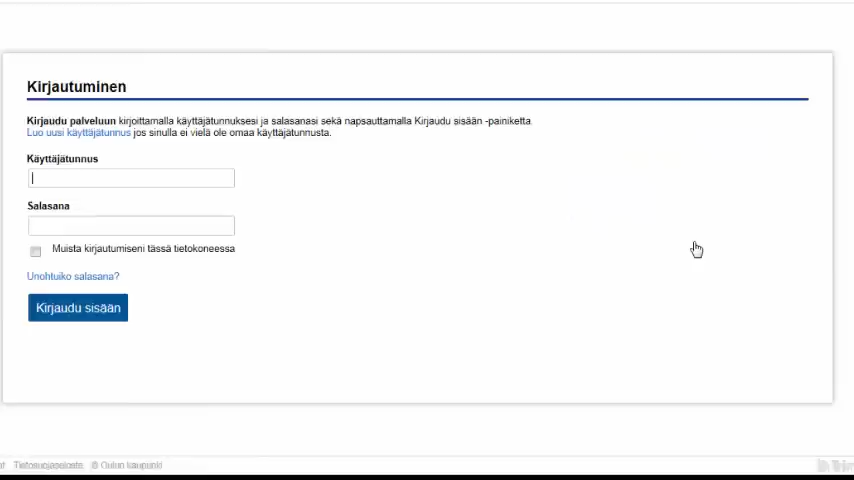 Kirjautuminen
Kirjaudu palveluun kirjoittamalla käyttäjätunnuksesi ja salasanasi sekä napsauttamalla Kirjaudu sisään -painiketta
Luo uusi käyttäjätunnus jos sinulla ei vielä ole omaa käyttäjätunnusta.
Käyttäjätunnus
Salasana
Muista kirjautumiseni tässä tietokoneessa
Unohtuiko salasana?
Kirjaudu sisään
Tietosuojaseloste © Oulun kaupunki